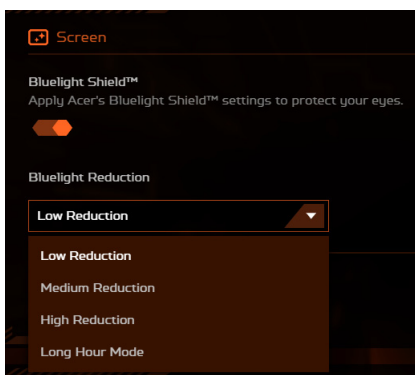 Screen
Bluelight Shield™
Apply Acer's Bluelight Shield™ settings to protect your eyes.
Bluelight Reduction
Low Reduction
Low Reduction
Medium Reduction
High Reduction
Long Hour Mode